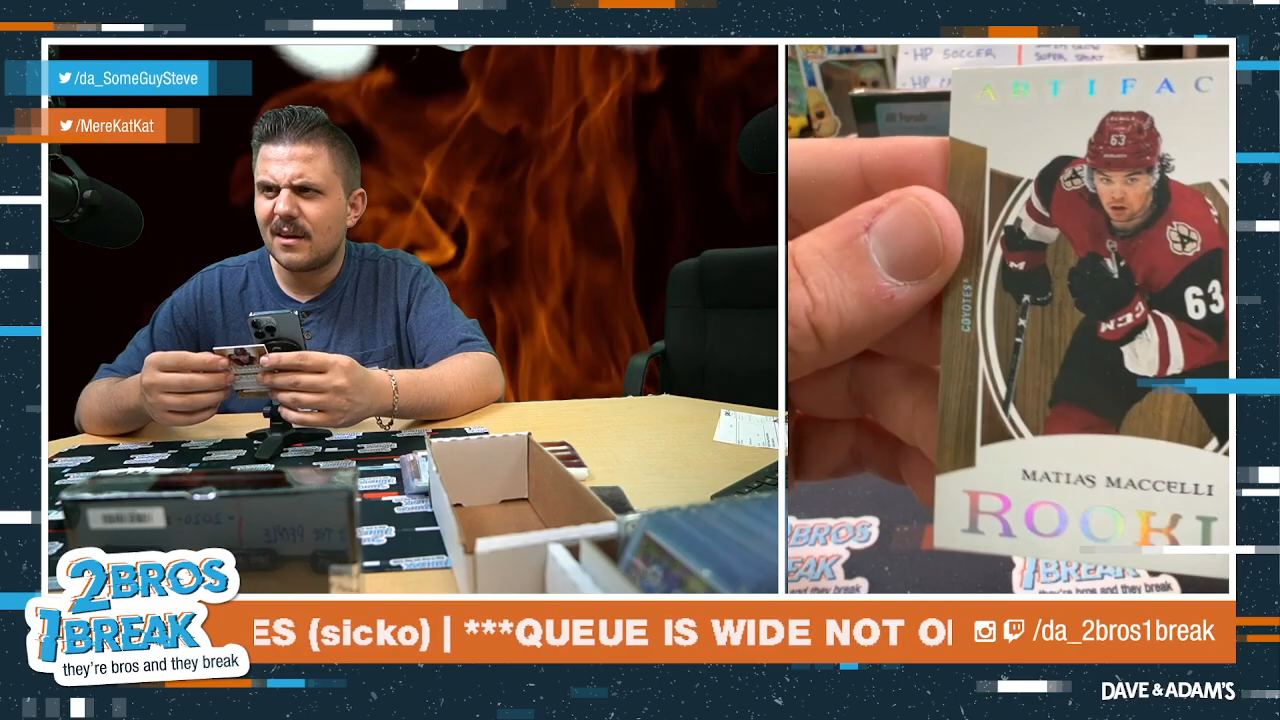 /da_SomeGuySteve
/MereKatKat
- HP SOCCER
ARTIFAC
63
COYOTES
63
MATIAS MACCELLI
ROOKI
2BROS
1BREAK
they're bros and they break
ES (sicko) | ***QUEUE IS WIDE NOT O
/da_2bros1break
DAVE & ADAM'S